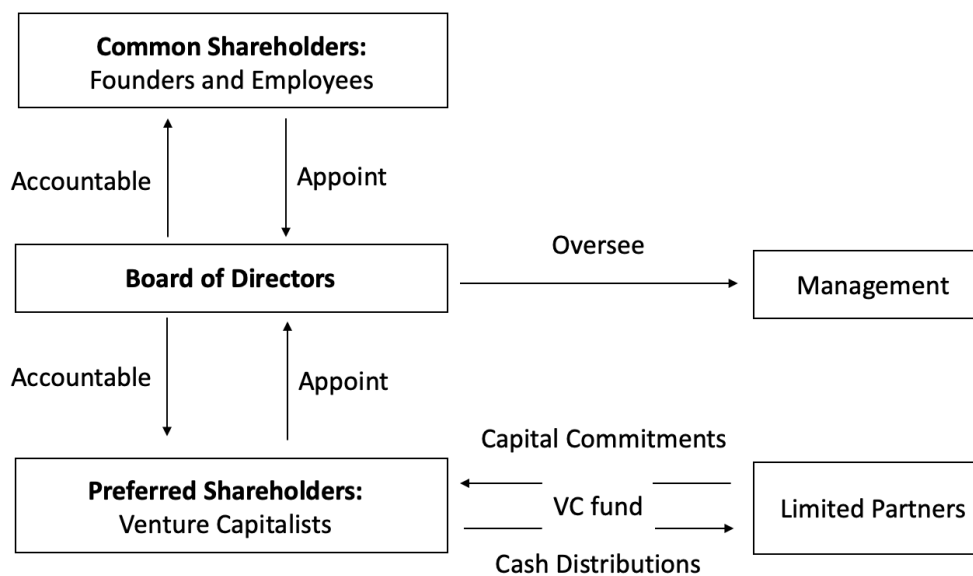 Common Shareholders:
Founders and Employees
Accountable
Appoint
Oversee
Board of Directors
Management
Accountable
Appoint
Capital Commitments
Preferred Shareholders:
Venture Capitalists
VC fund
Limited Partners
Cash Distributions